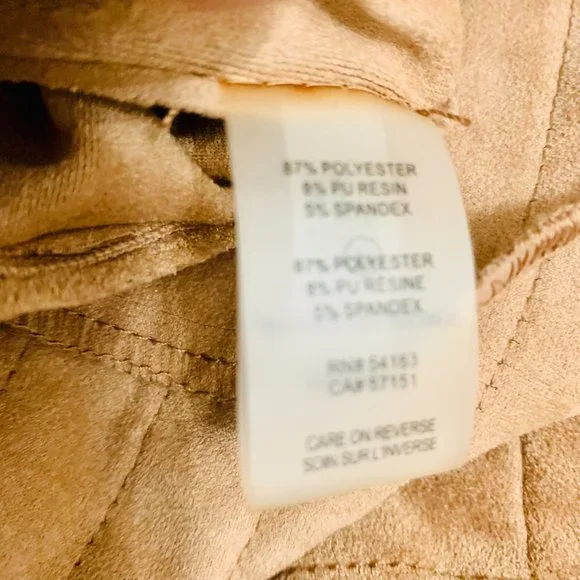 87% POLYESTER
8% PU RESIN
5% SPANDEX
87% POLYESTER
8% PU RESINE
5% SPANDEX
RN# 54163
CA# 57151
CARE ON REVERSE
SOIN SUR L'INVERSE